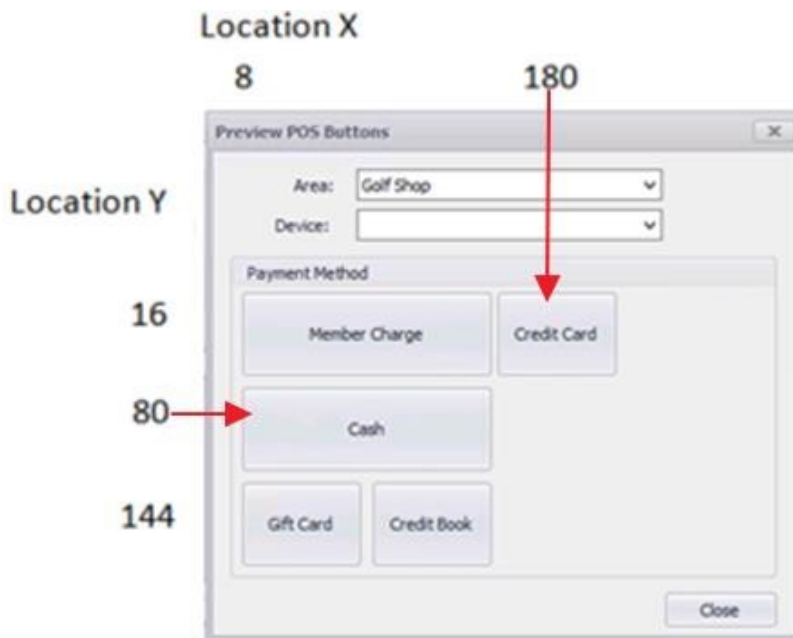 Location X
8 180
Preview POS Buttons
Area: Golf Shop
Location Y
Device:
Payment Method
16
Member Charge Credit Card
80
Cash
144
Gift Card Credit Book
Close